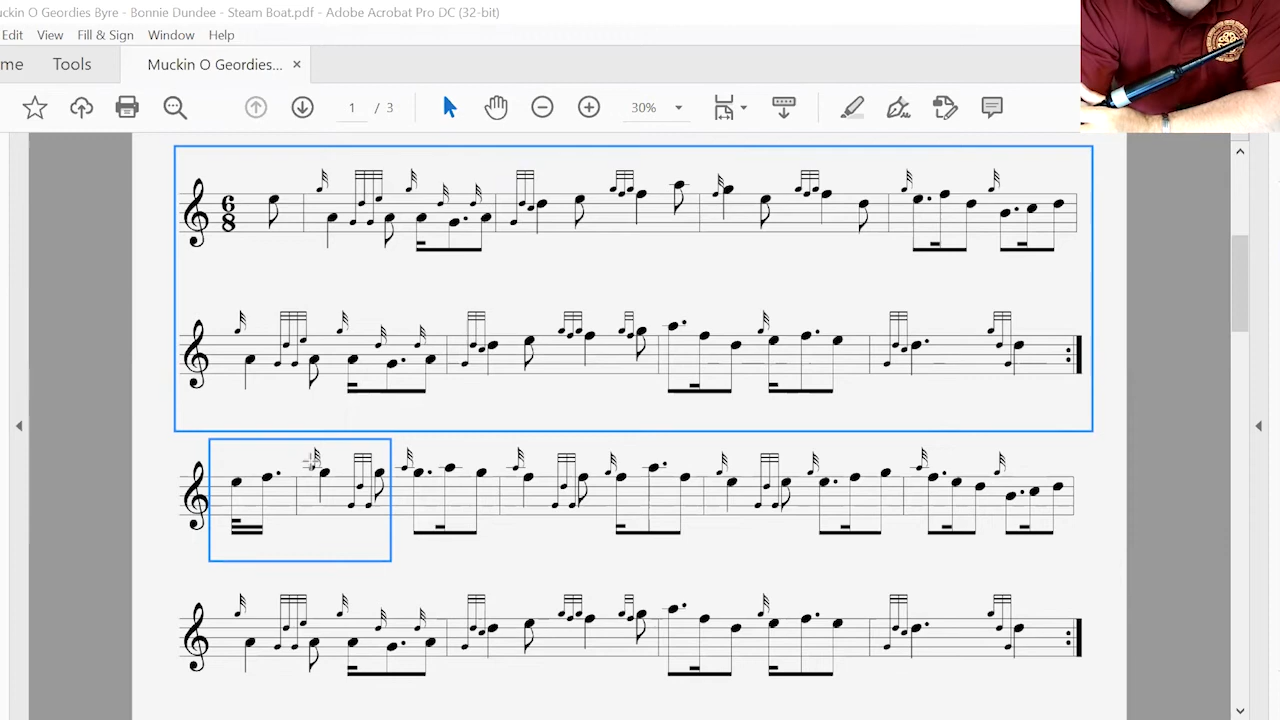 uckin O Geordies Byre - Bonnie Dundee - Steam Boat.pdf - Adobe Acrobat Pro DC (32-bit)
Edit View Fill & Sign Window Help
me Tools Muckin O Geordies... ×
1 / 3 30%
6
8